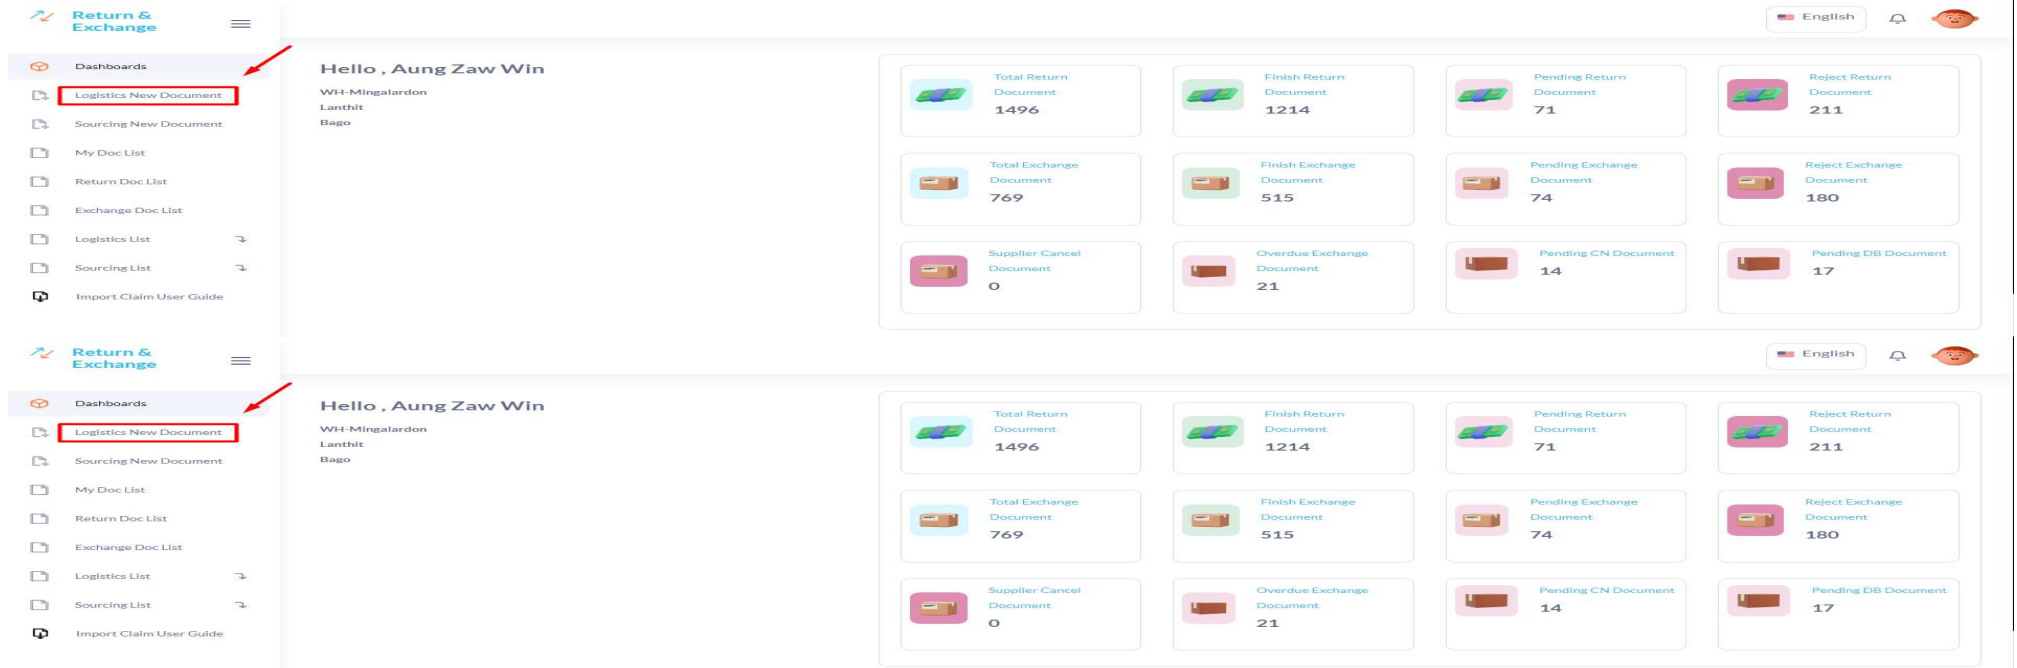 Return &
Exchange
English
Dashboards
Logistics New Document
Sourcing New Document
My Doc List
Return Doc List
Exchange Doc List
Logistics List
Sourcing List
Import Claim User Guide
Hello , Aung Zaw Win
WH-Mingalardon
Lanthit
Bago
Total Return
Document
1496
Finish Return
Document
1214
Pending Return
Document
71
Reject Return
Document
211
Total Exchange
Document
769
Finish Exchange
Document
515
Pending Exchange
Document
74
Reject Exchange
Document
180
Supplier Cancel
Document
0
Overdue Exchange
Document
21
Pending CN Document
14
Pending DB Document
17
Return &
Exchange
English
Dashboards
Logistics New Document
Sourcing New Document
My Doc List
Return Doc List
Exchange Doc List
Logistics List
Sourcing List
Import Claim User Guide
Hello , Aung Zaw Win
WH-Mingalardon
Lanthit
Bago
Total Return
Document
1496
Finish Return
Document
1214
Pending Return
Document
71
Reject Return
Document
211
Total Exchange
Document
769
Finish Exchange
Document
515
Pending Exchange
Document
74
Reject Exchange
Document
180
Supplier Cancel
Document
0
Overdue Exchange
Document
21
Pending CN Document
14
Pending DB Document
17